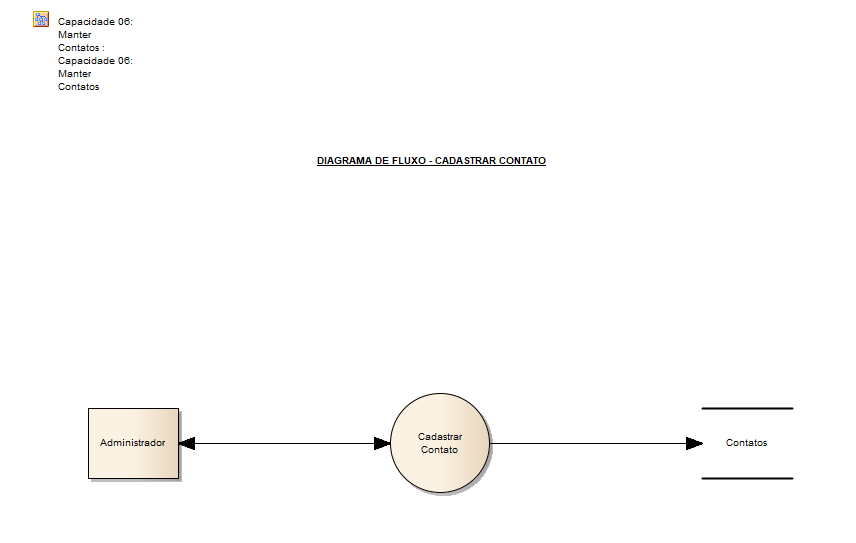 Capacidade 06:
Manter
Contatos :
Capacidade 06:
Manter
Contatos
DIAGRAMA DE FLUXO - CADASTRAR CONTATO
Administrador
Cadastrar
Contato
Contatos